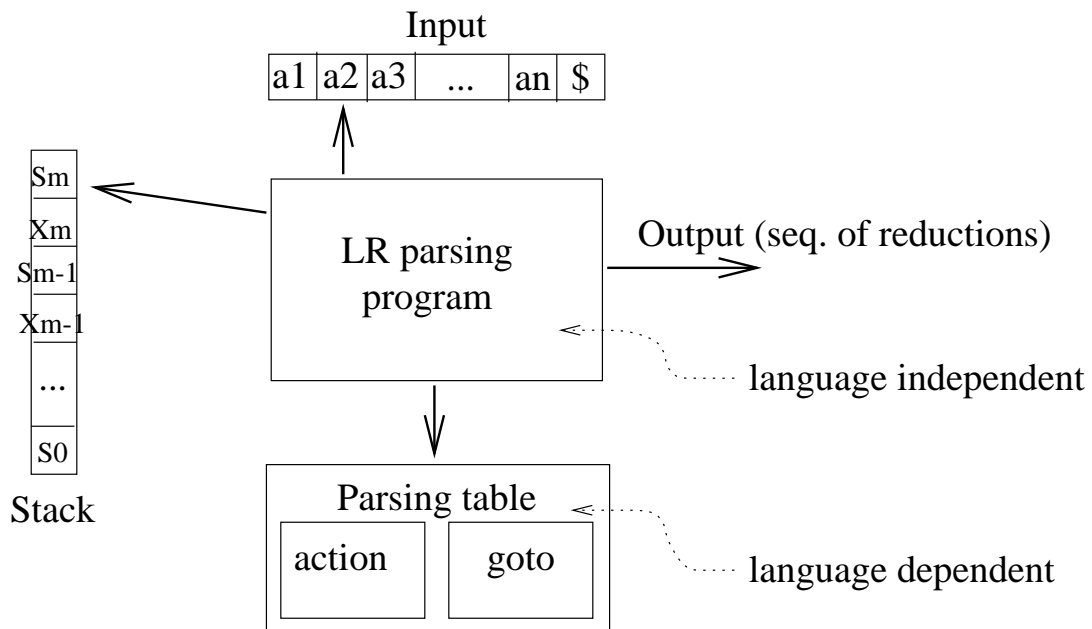 Input
a1 a2 a3 ... an $
Sm
Xm
Sm-1
Xm-1
...
S0
Stack
LR parsing
program
Output (seq. of reductions)
language independent
Parsing table
action goto
language dependent